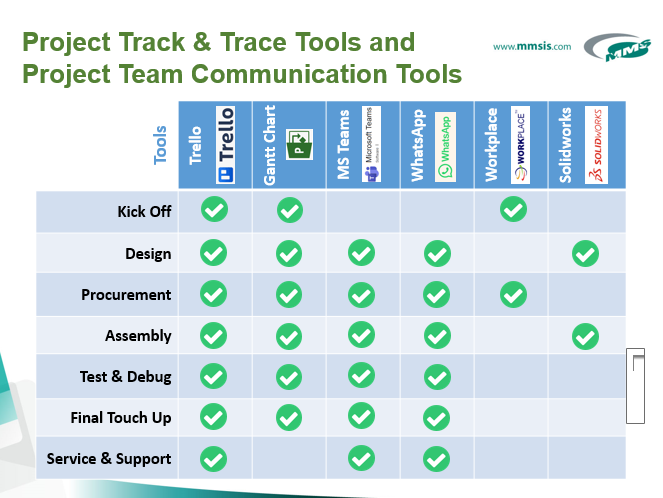 Project Track & Trace Tools and
Project Team Communication Tools
www.mmsis.com
MMS
Tools
Trello
Trello
Gantt Chart
P
MS Teams
Microsoft Teams
WhatsApp
WhatsApp
Workplace
WORKPLACE
Solidworks
SOLIDWORKS
Kick Off
Design
Procurement
Assembly
Test & Debug
Final Touch Up
Service & Support